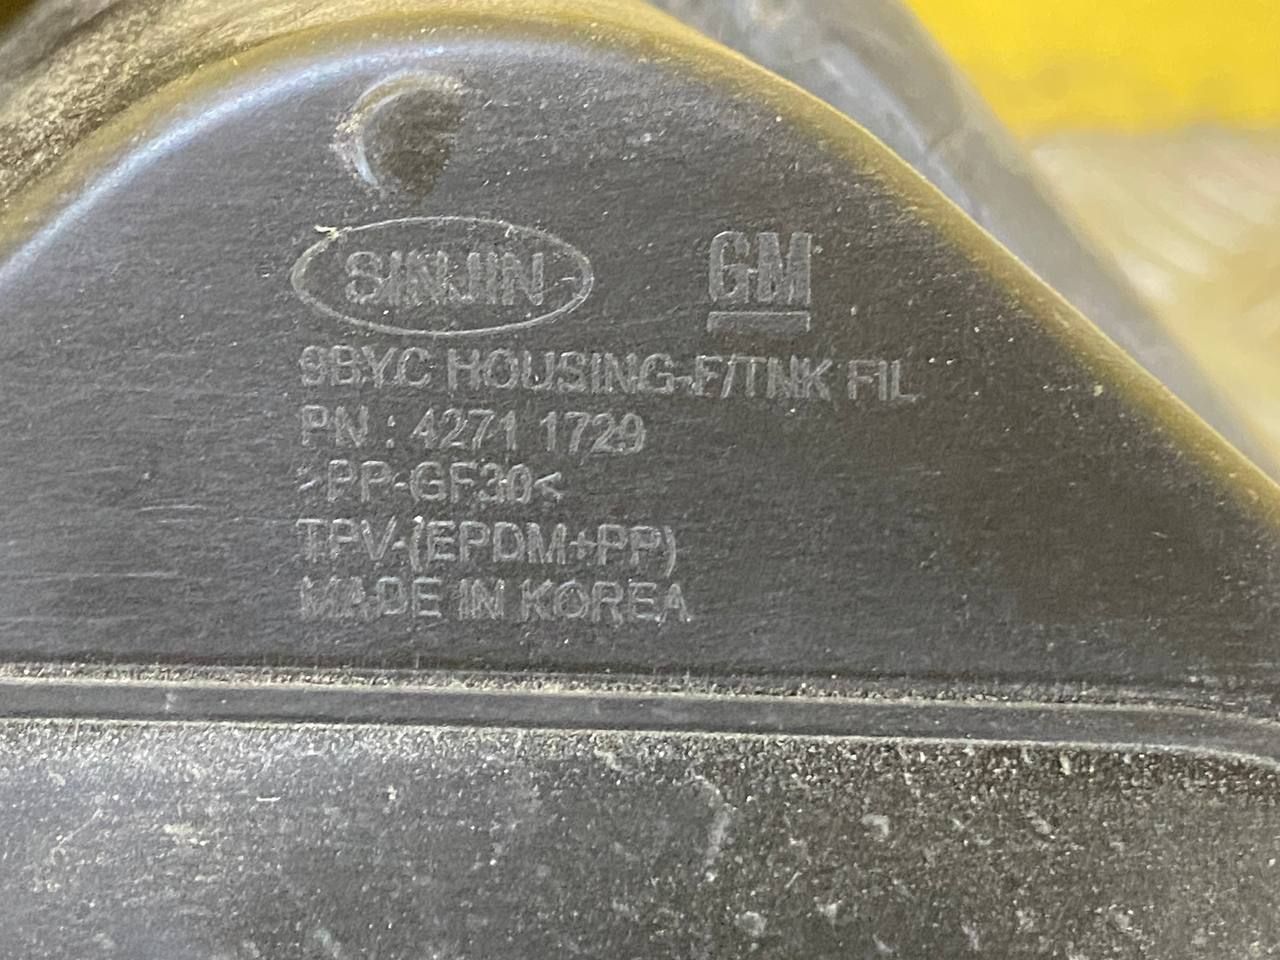 SINJIN
GM
9BYC HOUSING-F/TNK FIL
PN : 4271 1729
>PP-GF30<
TPV-(EPDM+PP)
MADE IN KOREA